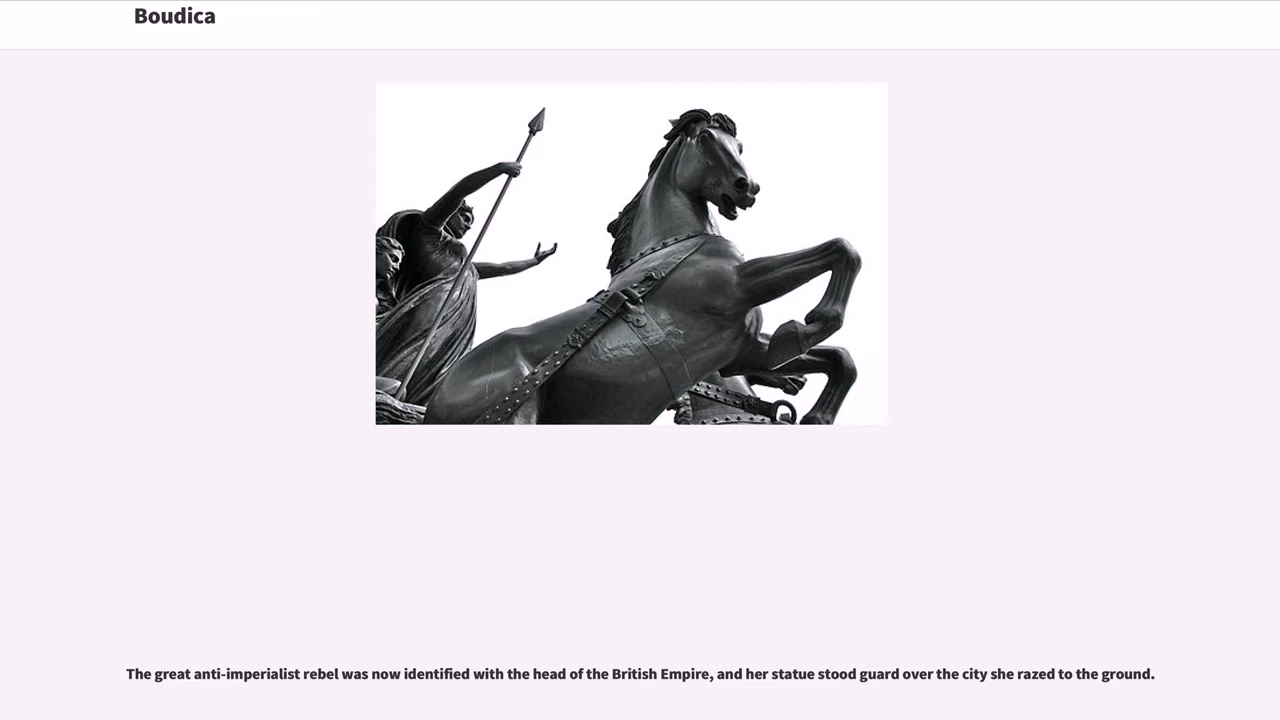 Boudica
The great anti-imperialist rebel was now identified with the head of the British Empire, and her statue stood guard over the city she razed to the ground.